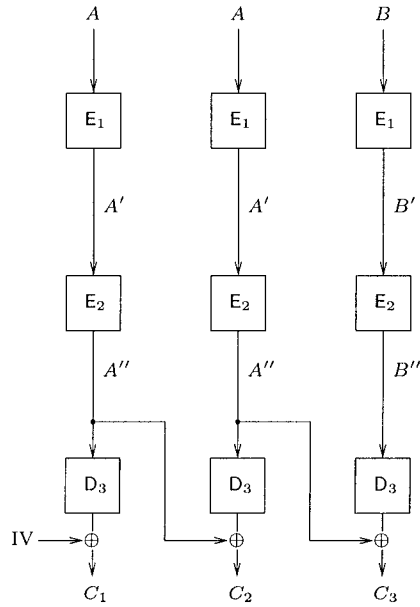 A A B
E₁ E₁ E₁
A′ A′ B′
E₂ E₂ E₂
A″ A″ B″
D₃ D₃ D₃
IV
C₁ C₂ C₃